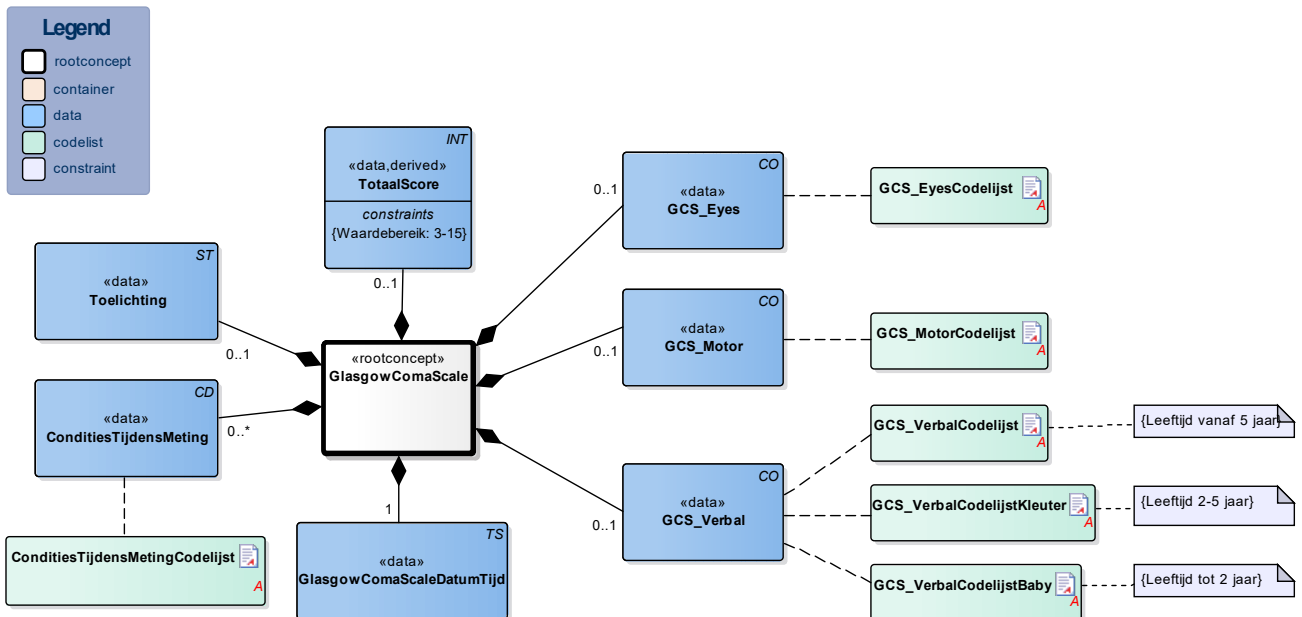 Legend
rootconcept
container
data
codelist
constraint
INT
«data,derived»
TotaalScore
constraints
{Waardebereik: 3-15}
0..1
ST
«data»
Toelichting
0..1
CD
«data»
ConditiesTijdensMeting
0..*
ConditiesTijdensMetingCodelijst
A
«rootconcept»
GlasgowComaScale
1
TS
«data»
GlasgowComaScaleDatumTijd
CO
«data»
GCS_Eyes
0..1
GCS_EyesCodelijst
A
CO
«data»
GCS_Motor
0..1
GCS_MotorCodelijst
A
CO
«data»
GCS_Verbal
0..1
GCS_VerbalCodelijst
A
{Leeftijd vanaf 5 jaar}
GCS_VerbalCodelijstKleuter
A
{Leeftijd 2-5 jaar}
GCS_VerbalCodelijstBaby
A
{Leeftijd tot 2 jaar}